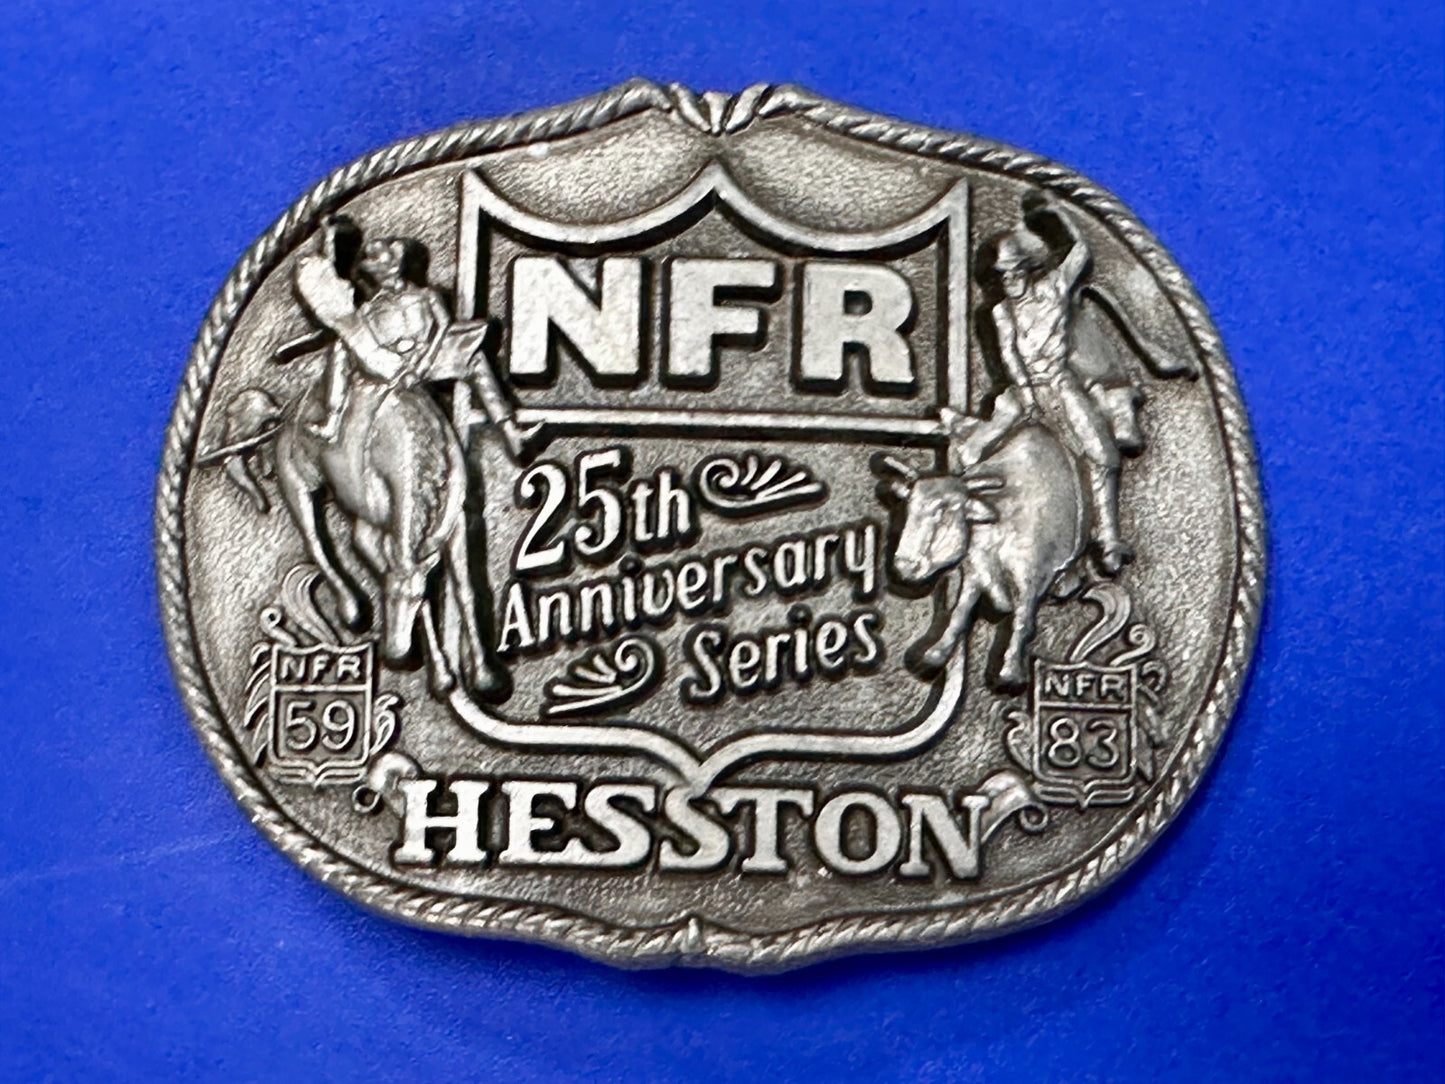 NFR
25th
Anniversary
Series
NFR
59
NFR
83
HESSTON